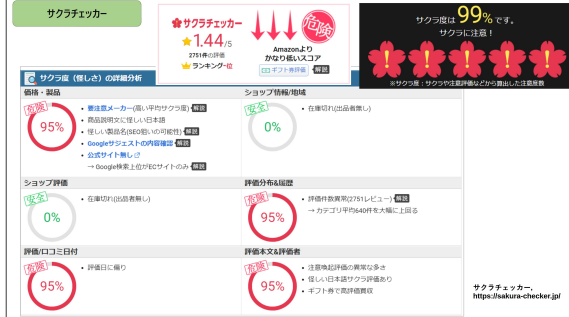 サクラチェッカー
サクラチェッカー
1.44/5
2751件の評価
ランキング-位
危険
Amazonより
かなり低いスコア
ギフト券評価 解説
サクラ度は 99% です。
サクラに注意！
※サクラ度：サクラや注意評価などから算出した注意度数
サクラ度（怪しさ）の詳細分析
価格・製品
危険
95%
要注意メーカー(高い平均サクラ度) 解説
商品説明文に怪しい日本語
怪しい製品名(SEO狙いの可能性) 解説
Googleサジェストの内容確認 解説
公式サイト無し
→ Google検索上位がECサイトのみ 解説
ショップ情報/地域
安全
0%
在庫切れ(出品者無し)
ショップ評価
安全
0%
在庫切れ(出品者無し)
評価分布&履歴
危険
95%
評価件数異常(2751レビュー) 解説
→ カテゴリ平均640件を大幅に上回る
評価/口コミ日付
危険
95%
評価日に偏り
評価本文&評価者
危険
95%
注意喚起評価の異常な多さ
怪しい日本語サクラ評価あり
ギフト券で高評価買収
サクラチェッカー,
https://sakura-checker.jp/